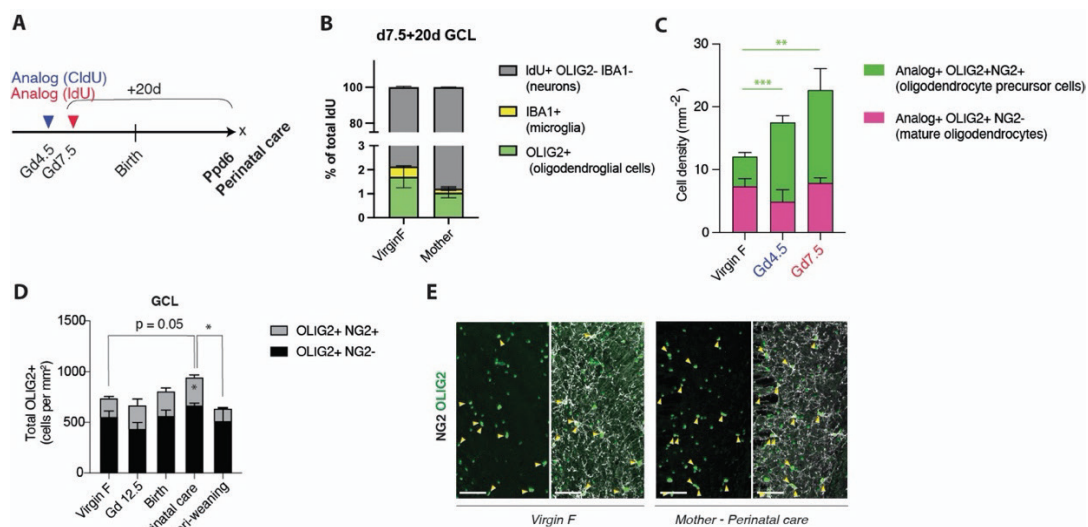 A
Analog (CldU)
Analog (IdU)
+20d
Gd4.5
Gd7.5
Birth
x
Ppd6
Perinatal care
B
d7.5+20d GCL
% of total IdU
100
80
3
2
1
0
VirginF
Mother
IdU+ OLIG2- IBA1-
(neurons)
IBA1+
(microglia)
OLIG2+
(oligodendroglial cells)
C
Cell density (mm-2)
30
20
10
0
**
***
Virgin F
Gd4.5
Gd7.5
Analog+ OLIG2+NG2+
(oligodendrocyte precursor cells)
Analog+ OLIG2+ NG2-
(mature oligodendrocytes)
D
GCL
Total OLIG2+
(cells per mm²)
1500
1000
500
0
p = 0.05
*
*
Virgin F
Gd 12.5
Birth
inatal care
ri-weaning
OLIG2+ NG2+
OLIG2+ NG2-
E
NG2 OLIG2
Virgin F
Mother - Perinatal care